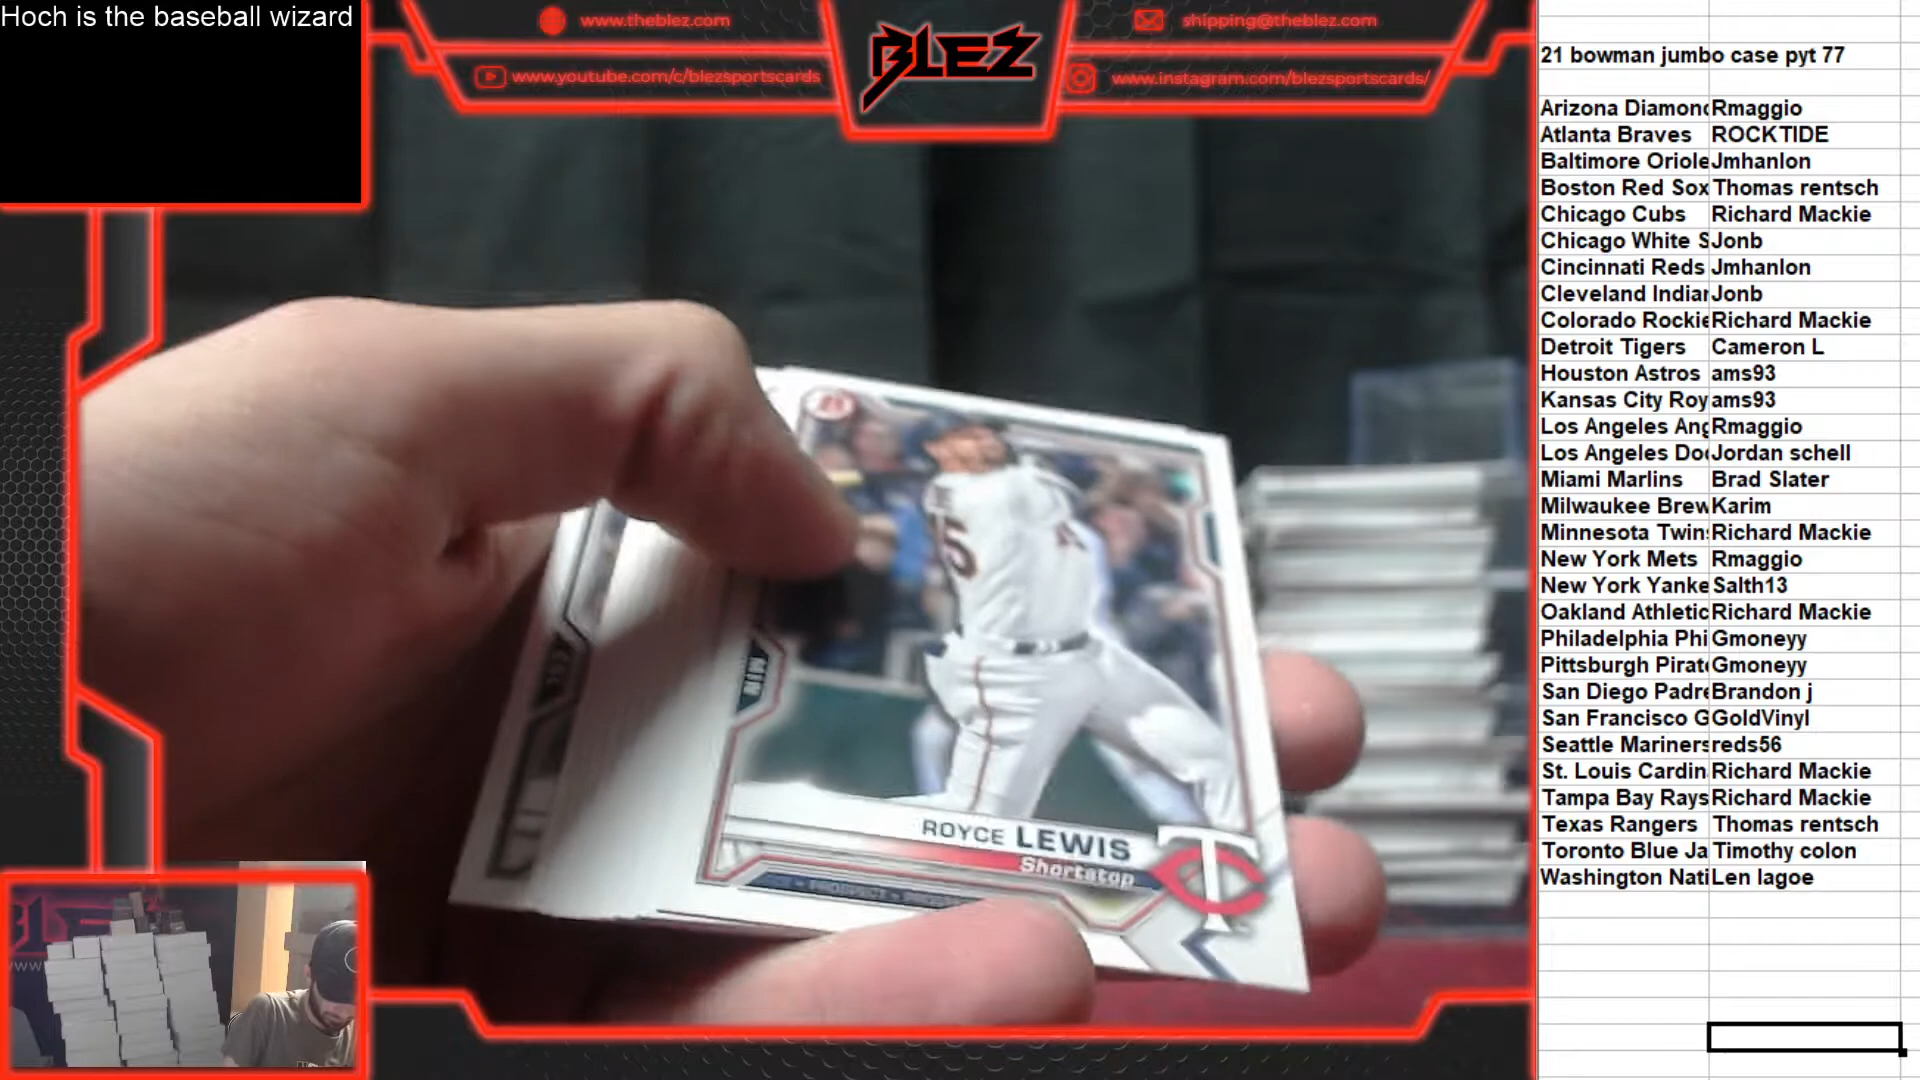 Hoch is the baseball wizard
www.theblez.com
shipping@theblez.com
BLEZ
www.youtube.com/c/blezsportscards
www.instagram.com/blezsportscards/
21 bowman jumbo case pyt 77
Arizona Diamond Rmaggio
Atlanta Braves ROCKTIDE
Baltimore Oriole Jmhanlon
Boston Red Sox Thomas rentsch
Chicago Cubs Richard Mackie
Chicago White S Jonb
Cincinnati Reds Jmhanlon
Cleveland Indian Jonb
Colorado Rockie Richard Mackie
Detroit Tigers Cameron L
Houston Astros ams93
Kansas City Roy ams93
Los Angeles Ang Rmaggio
Los Angeles Dod Jordan schell
Miami Marlins Brad Slater
Milwaukee Brew Karim
Minnesota Twins Richard Mackie
New York Mets Rmaggio
New York Yanke Salth13
Oakland Athletic Richard Mackie
Philadelphia Phi Gmoneyy
Pittsburgh Pirate Gmoneyy
San Diego Padre Brandon j
San Francisco G GoldVinyl
Seattle Mariners reds56
St. Louis Cardin Richard Mackie
Tampa Bay Rays Richard Mackie
Texas Rangers Thomas rentsch
Toronto Blue Ja Timothy colon
Washington Nati Len lagoe
MIN
ROYCE LEWIS
Shortstop
PROSPECT